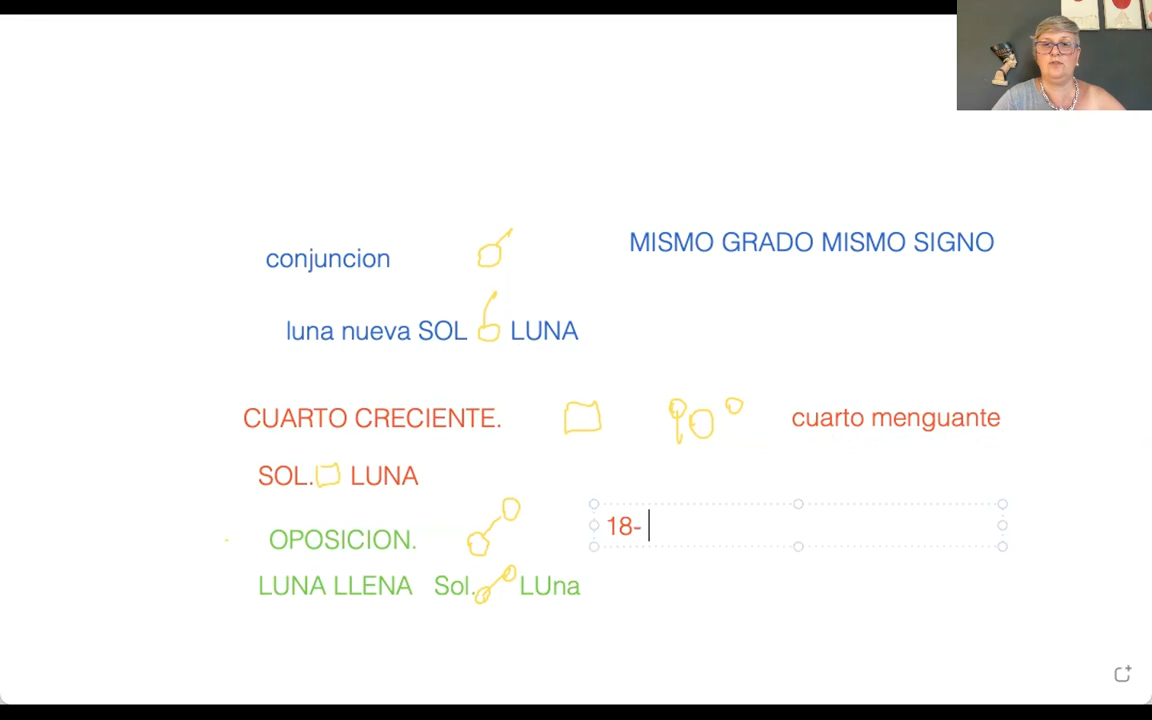 conjuncion ☌ MISMO GRADO MISMO SIGNO
luna nueva SOL ☌ LUNA
CUARTO CRECIENTE. □ 90° cuarto menguante
SOL.□ LUNA
OPOSICION. ☍ 18-
LUNA LLENA Sol.☍ LUna